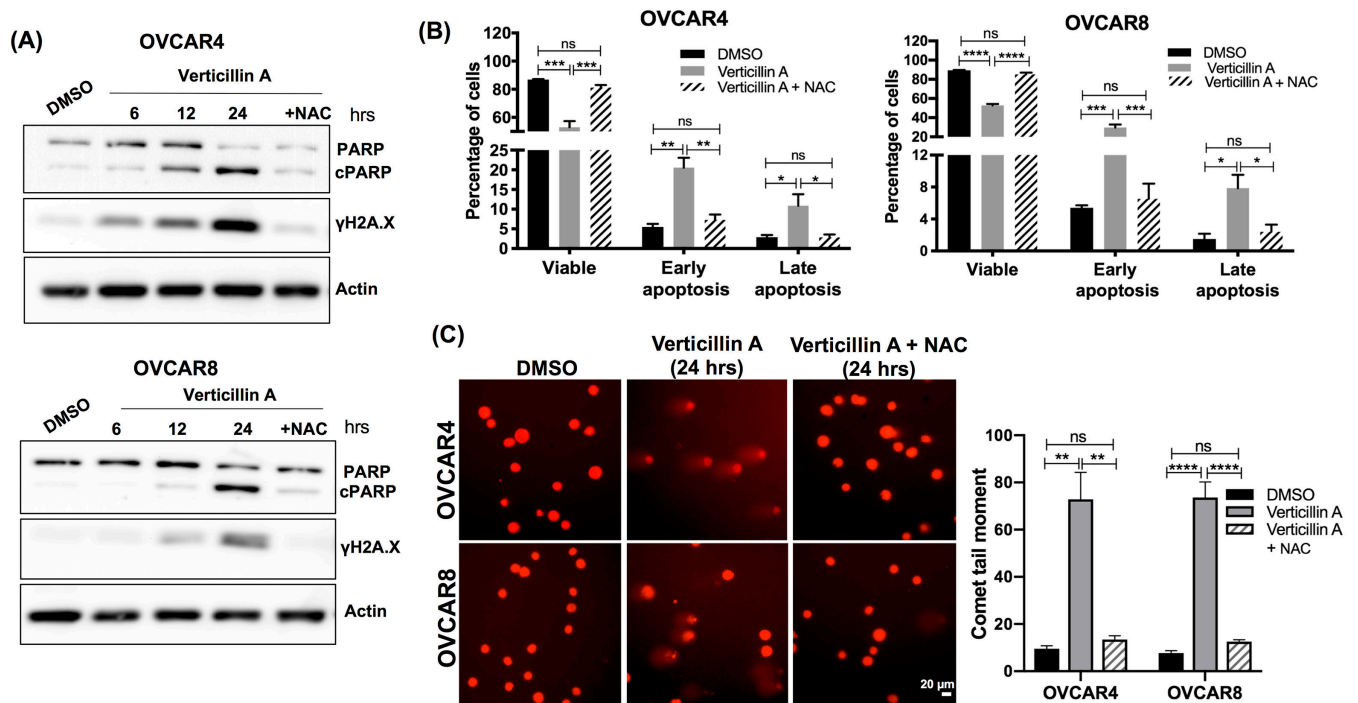 (A)
OVCAR4
Verticillin A
DMSO 6 12 24 +NAC hrs
PARP
cPARP
γH2A.X
Actin
OVCAR8
Verticillin A
DMSO 6 12 24 +NAC hrs
PARP
cPARP
γH2A.X
Actin
(B)
OVCAR4
DMSO
Verticillin A
Verticillin A + NAC
Percentage of cells
100
80
60
40
25
20
15
10
5
0
ns
*** ***
ns
** **
ns
* *
Viable
Early
apoptosis
Late
apoptosis
OVCAR8
DMSO
Verticillin A
Verticillin A + NAC
Percentage of cells
120
100
80
60
40
20
12
8
4
0
ns
**** ****
ns
*** ***
ns
* *
Viable
Early
apoptosis
Late
apoptosis
(C)
DMSO
Verticillin A
(24 hrs)
Verticillin A + NAC
(24 hrs)
OVCAR4
OVCAR8
20 µm
Comet tail moment
100
80
60
40
20
0
ns
** **
ns
**** ****
DMSO
Verticillin A
Verticillin A
+ NAC
OVCAR4 OVCAR8